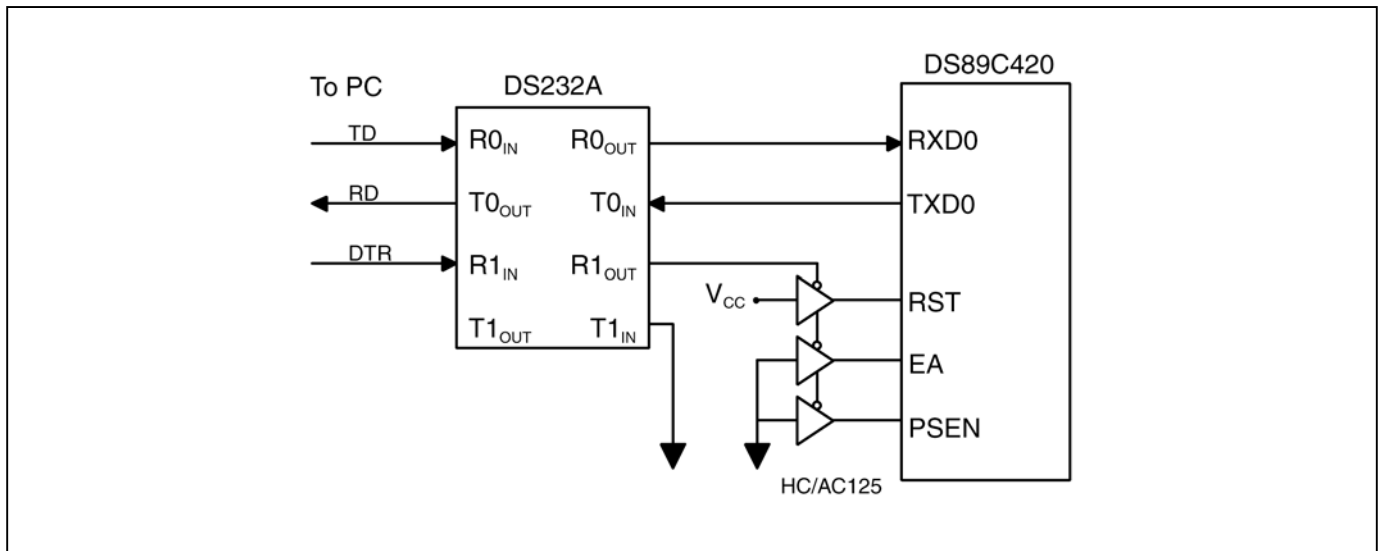 DS89C420
To PC
DS232A
TD
R0IN
R0OUT
RXD0
RD
T0OUT
T0IN
TXD0
DTR
R1IN
R1OUT
VCC
RST
T1OUT
T1IN
EA
PSEN
HC/AC125